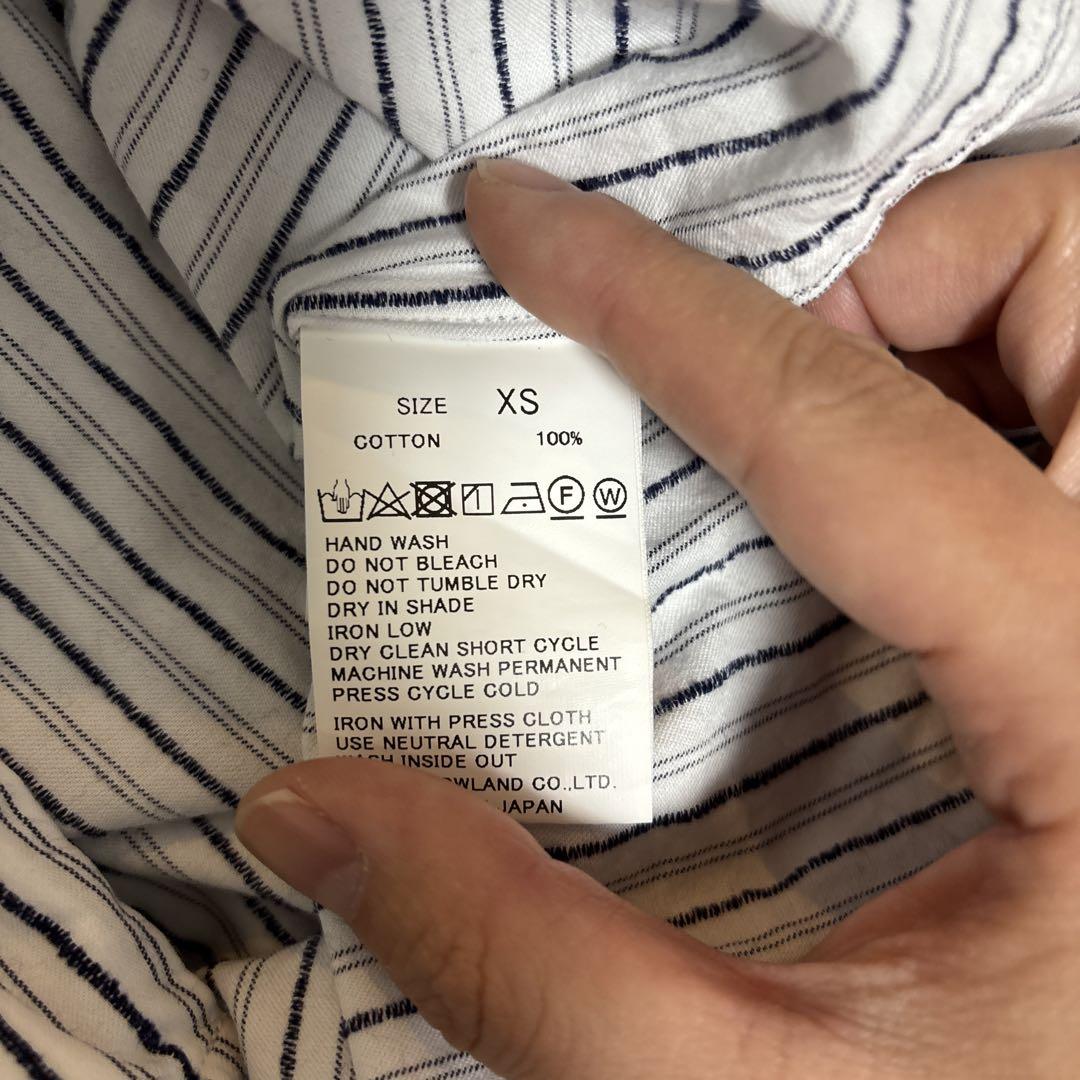 SIZE XS
COTTON 100%
F W
HAND WASH
DO NOT BLEACH
DO NOT TUMBLE DRY
DRY IN SHADE
IRON LOW
DRY CLEAN SHORT CYCLE
MACHINE WASH PERMANENT
PRESS CYCLE COLD
IRON WITH PRESS CLOTH
USE NEUTRAL DETERGENT
INSIDE OUT
CO.,LTD.
JAPAN